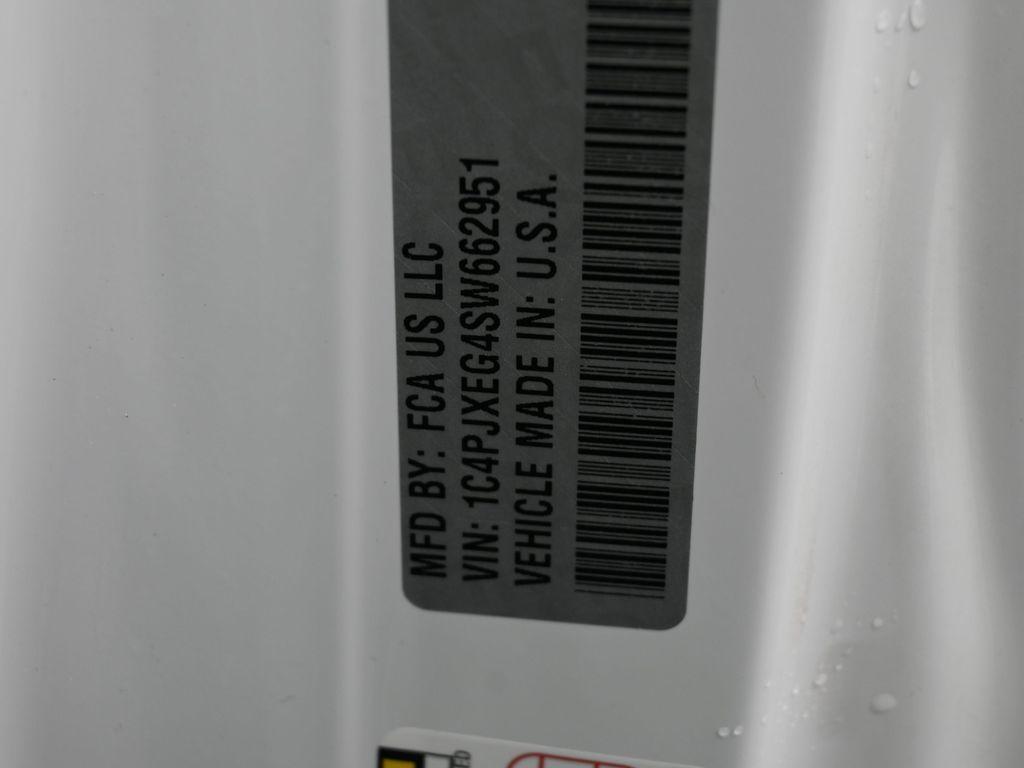 MFD BY: FCA US LLC
VIN: 1C4PJXEG4SW662951
VEHICLE MADE IN: U.S.A.